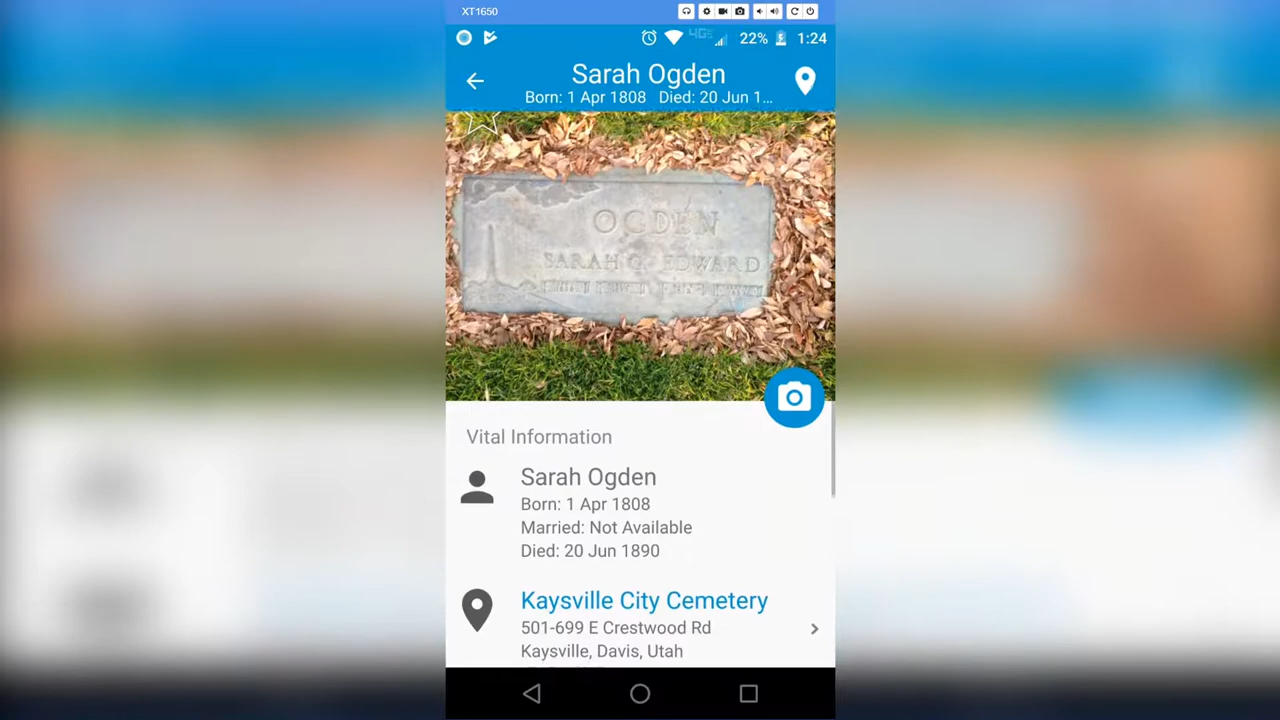 XT1650
4G
22% 1:24
Sarah Ogden
Born: 1 Apr 1808 Died: 20 Jun 1...
OGDEN
SARAH G. EDWARD
Vital Information
Sarah Ogden
Born: 1 Apr 1808
Married: Not Available
Died: 20 Jun 1890
Kaysville City Cemetery
501-699 E Crestwood Rd
Kaysville, Davis, Utah